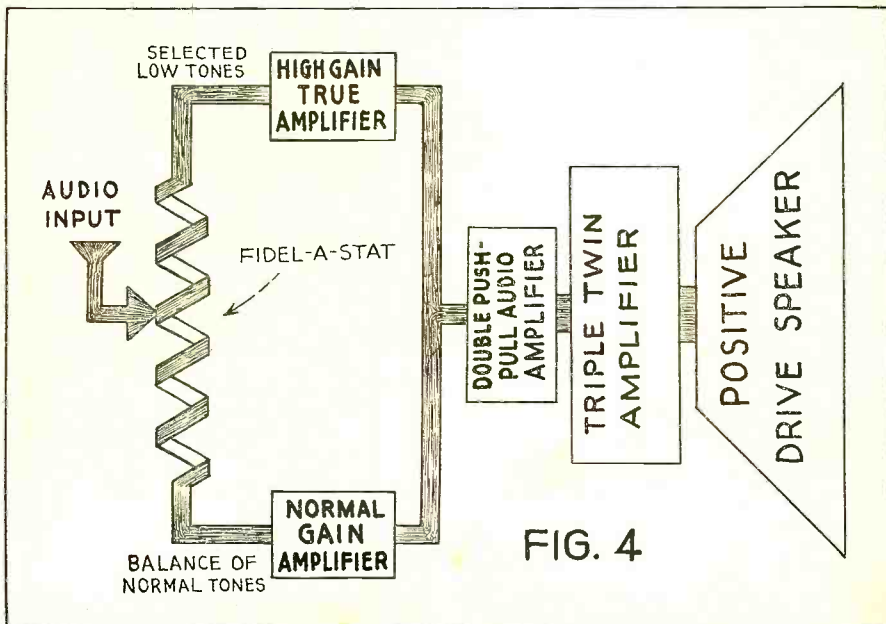 SELECTED
LOW TONES
HIGH GAIN
TRUE
AMPLIFIER
AUDIO
INPUT
FIDEL-A-STAT
DOUBLE PUSH-
PULL AUDIO
AMPLIFIER
TRIPLE TWIN
AMPLIFIER
POSITIVE
DRIVE SPEAKER
NORMAL
GAIN
AMPLIFIER
BALANCE OF
NORMAL TONES
FIG. 4